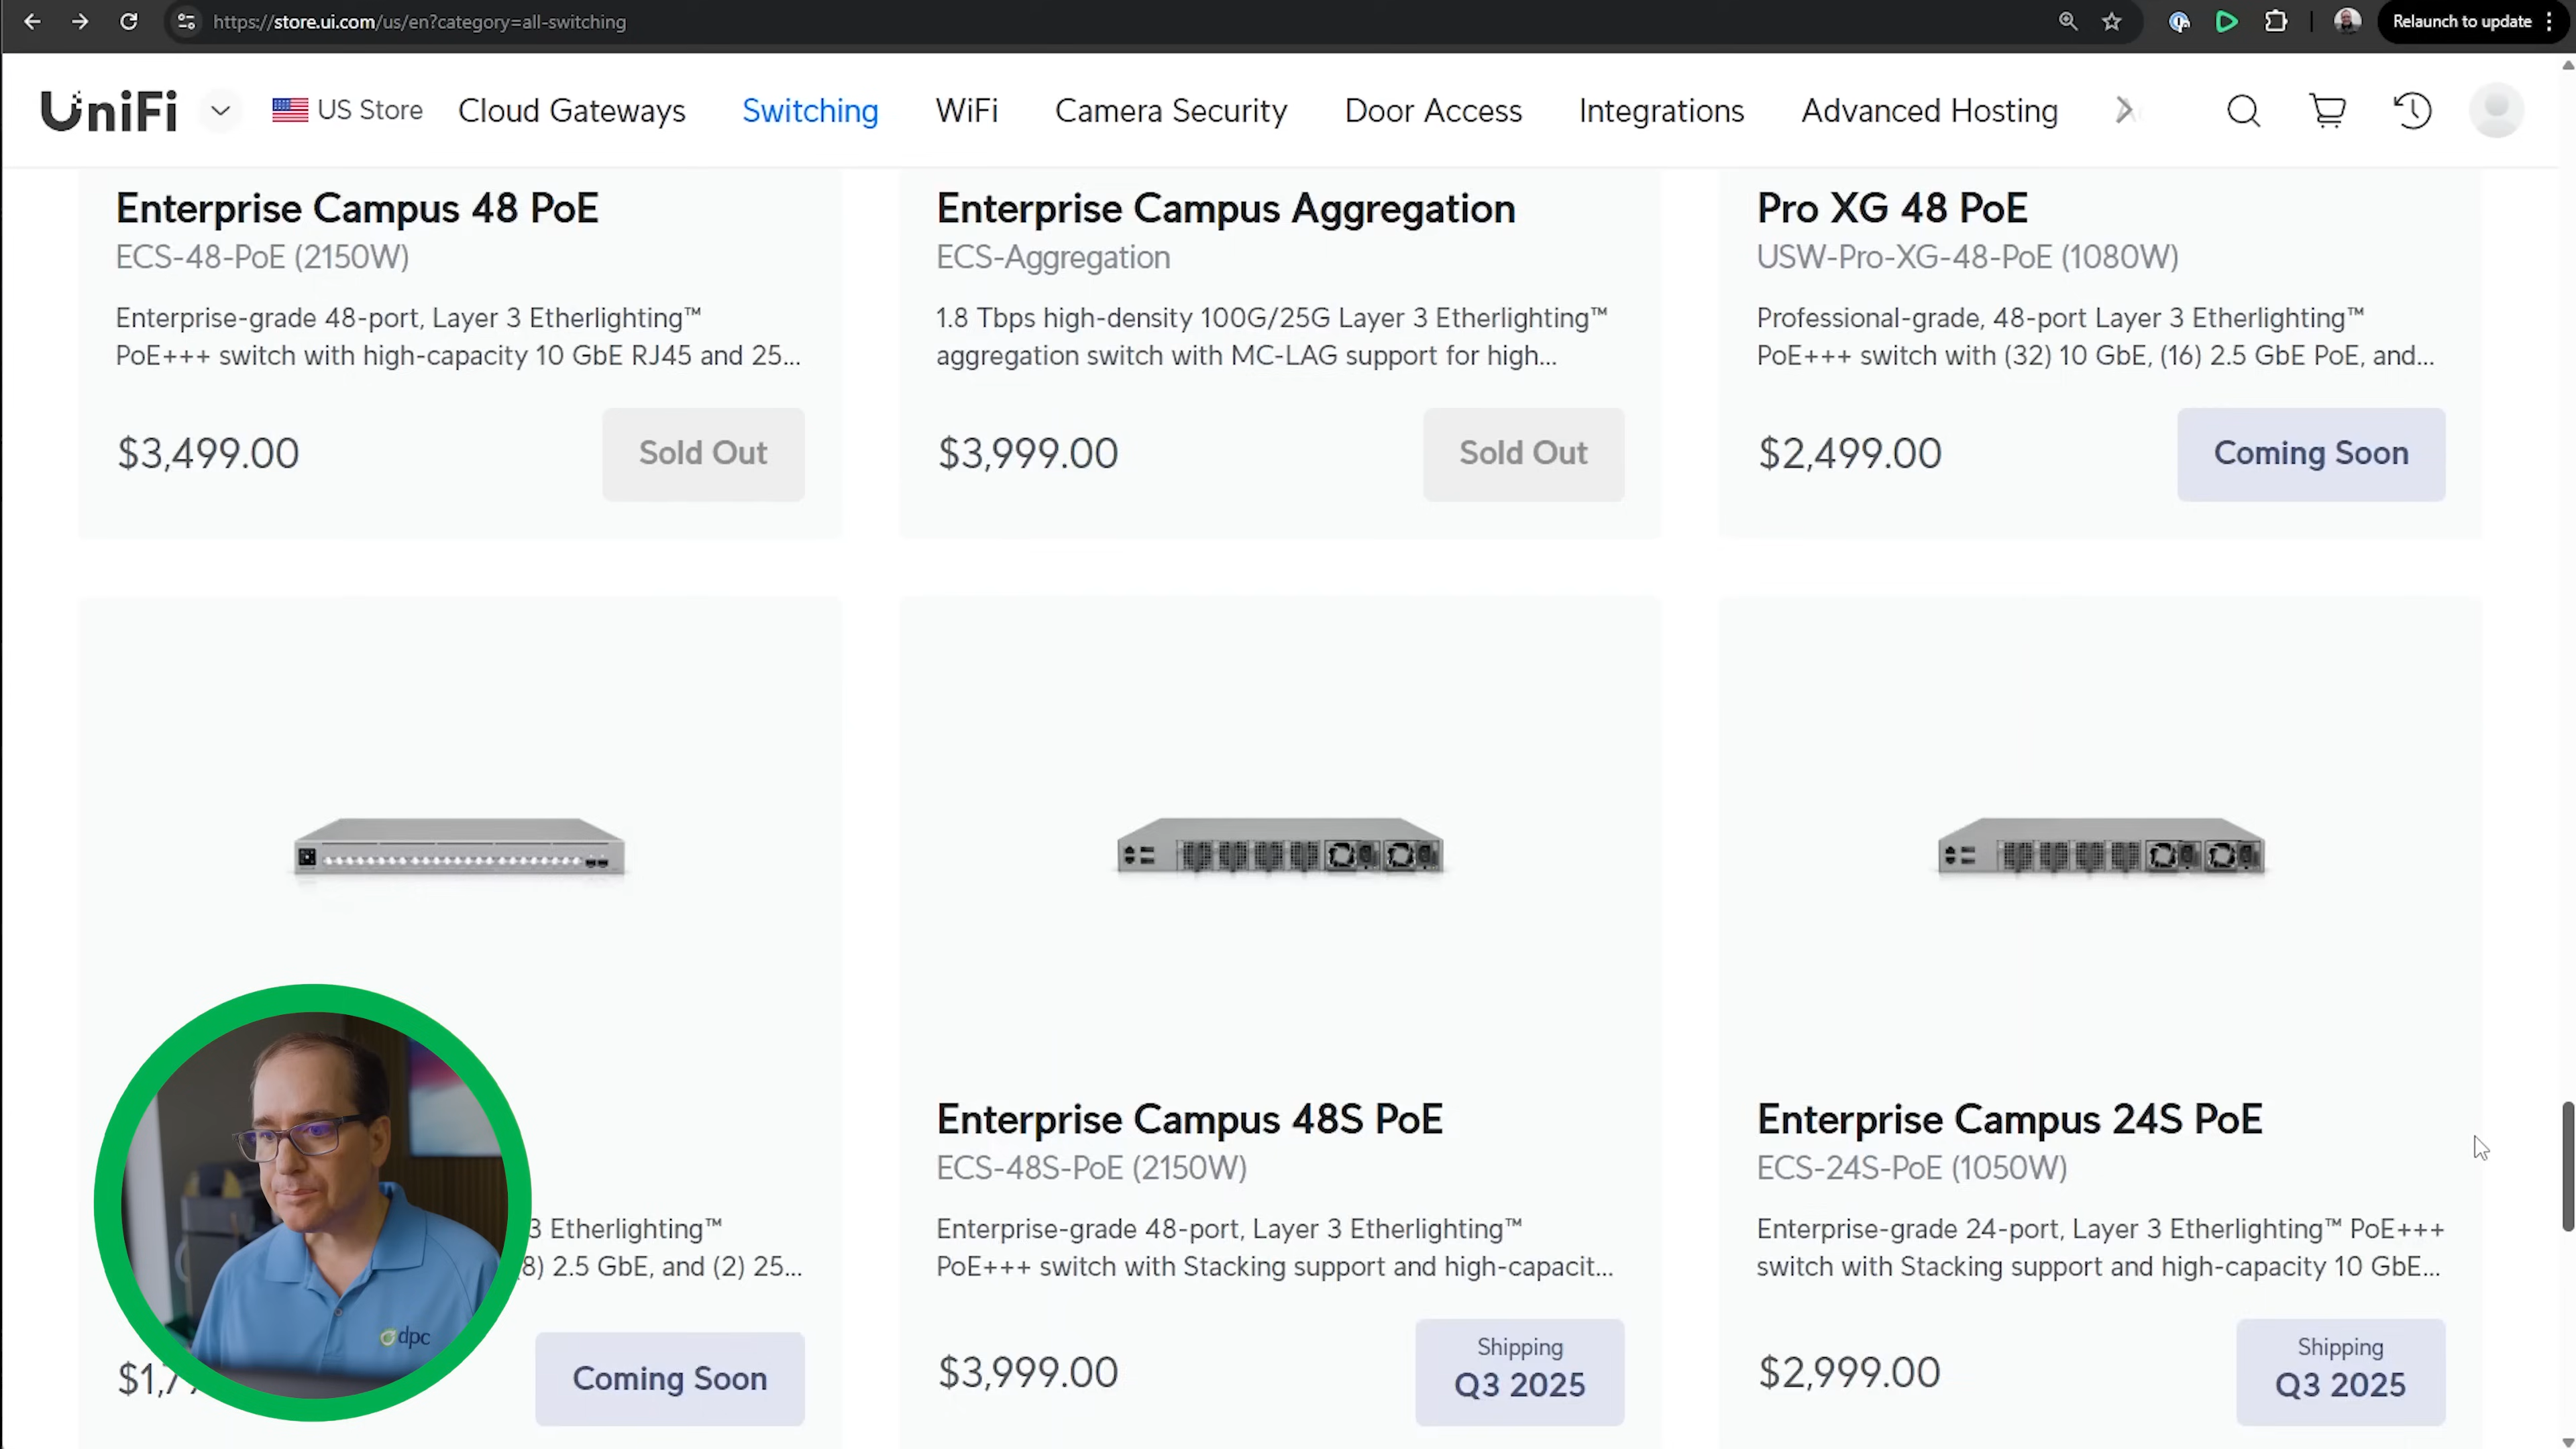 https://store.ui.com/us/en?category=all-switching
Relaunch to update
UniFi
US Store
Cloud Gateways
Switching
WiFi
Camera Security
Door Access
Integrations
Advanced Hosting
Enterprise Campus 48 PoE
ECS-48-PoE (2150W)
Enterprise-grade 48-port, Layer 3 Etherlighting™
PoE+++ switch with high-capacity 10 GbE RJ45 and 25...
$3,499.00
Sold Out
Enterprise Campus Aggregation
ECS-Aggregation
1.8 Tbps high-density 100G/25G Layer 3 Etherlighting™
aggregation switch with MC-LAG support for high...
$3,999.00
Sold Out
Pro XG 48 PoE
USW-Pro-XG-48-PoE (1080W)
Professional-grade, 48-port Layer 3 Etherlighting™
PoE+++ switch with (32) 10 GbE, (16) 2.5 GbE PoE, and...
$2,499.00
Coming Soon
3 Etherlighting™
(8) 2.5 GbE, and (2) 25...
Coming Soon
dpc
Enterprise Campus 48S PoE
ECS-48S-PoE (2150W)
Enterprise-grade 48-port, Layer 3 Etherlighting™
PoE+++ switch with Stacking support and high-capacit...
$3,999.00
Shipping
Q3 2025
Enterprise Campus 24S PoE
ECS-24S-PoE (1050W)
Enterprise-grade 24-port, Layer 3 Etherlighting™ PoE+++
switch with Stacking support and high-capacity 10 GbE...
$2,999.00
Shipping
Q3 2025